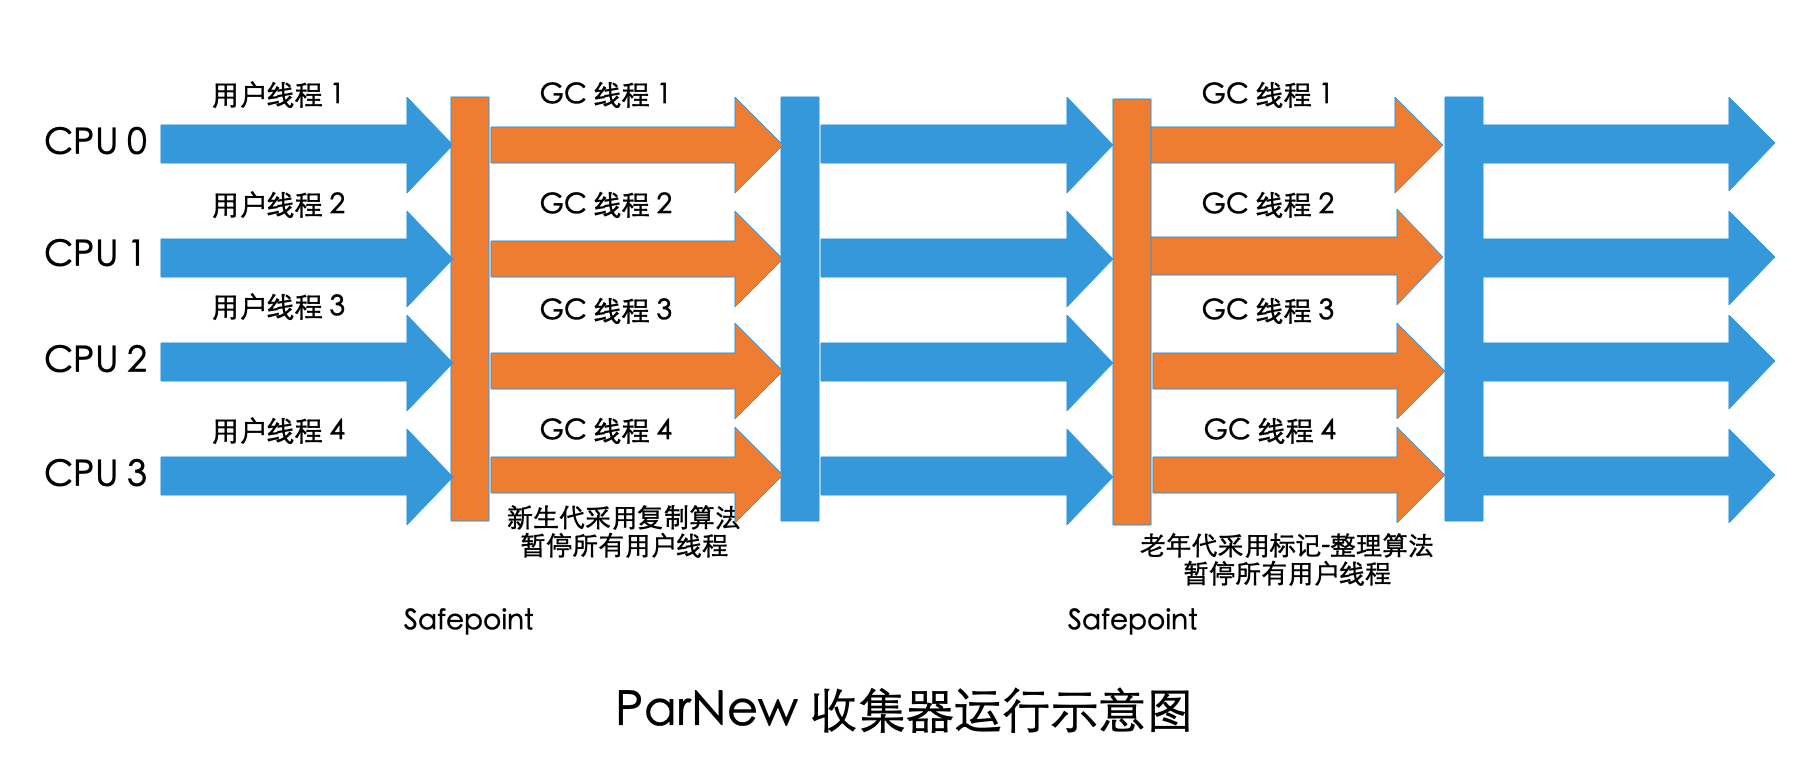 用户线程 1
GC 线程 1
GC 线程 1
CPU 0
用户线程 2
GC 线程 2
GC 线程 2
CPU 1
用户线程 3
GC 线程 3
GC 线程 3
CPU 2
用户线程 4
GC 线程 4
GC 线程 4
CPU 3
新生代采用复制算法
暂停所有用户线程
老年代采用标记-整理算法
暂停所有用户线程
Safepoint
Safepoint
ParNew 收集器运行示意图